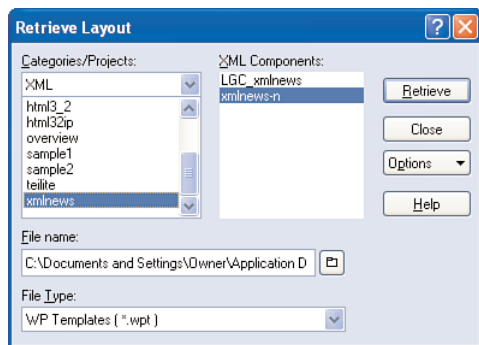 Retrieve Layout
Categories/Projects:
XML
html3_2
html32ip
overview
sample1
sample2
teilite
xmlnews
XML Components:
LGC_xmlnews
xmlnews-n
Retrieve
Close
Options
Help
File name:
C:\Documents and Settings\Owner\Application D
File Type:
WP Templates ( *.wpt )